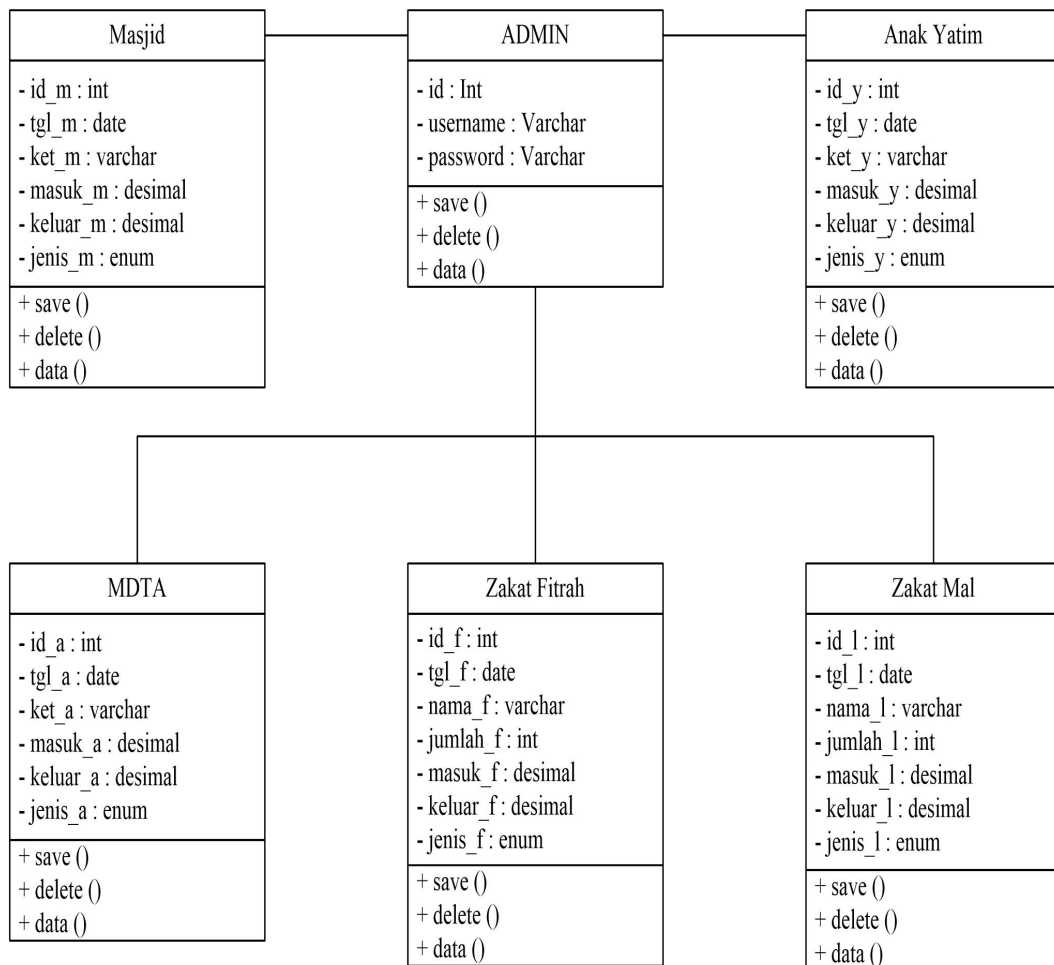 Masjid
- id_m : int
- tgl_m : date
- ket_m : varchar
- masuk_m : desimal
- keluar_m : desimal
- jenis_m : enum
+ save ()
+ delete ()
+ data ()
ADMIN
- id : Int
- username : Varchar
- password : Varchar
+ save ()
+ delete ()
+ data ()
Anak Yatim
- id_y : int
- tgl_y : date
- ket_y : varchar
- masuk_y : desimal
- keluar_y : desimal
- jenis_y : enum
+ save ()
+ delete ()
+ data ()
MDTA
- id_a : int
- tgl_a : date
- ket_a : varchar
- masuk_a : desimal
- keluar_a : desimal
- jenis_a : enum
+ save ()
+ delete ()
+ data ()
Zakat Fitrah
- id_f : int
- tgl_f : date
- nama_f : varchar
- jumlah_f : int
- masuk_f : desimal
- keluar_f : desimal
- jenis_f : enum
+ save ()
+ delete ()
+ data ()
Zakat Mal
- id_l : int
- tgl_l : date
- nama_l : varchar
- jumlah_l : int
- masuk_l : desimal
- keluar_l : desimal
- jenis_l : enum
+ save ()
+ delete ()
+ data ()